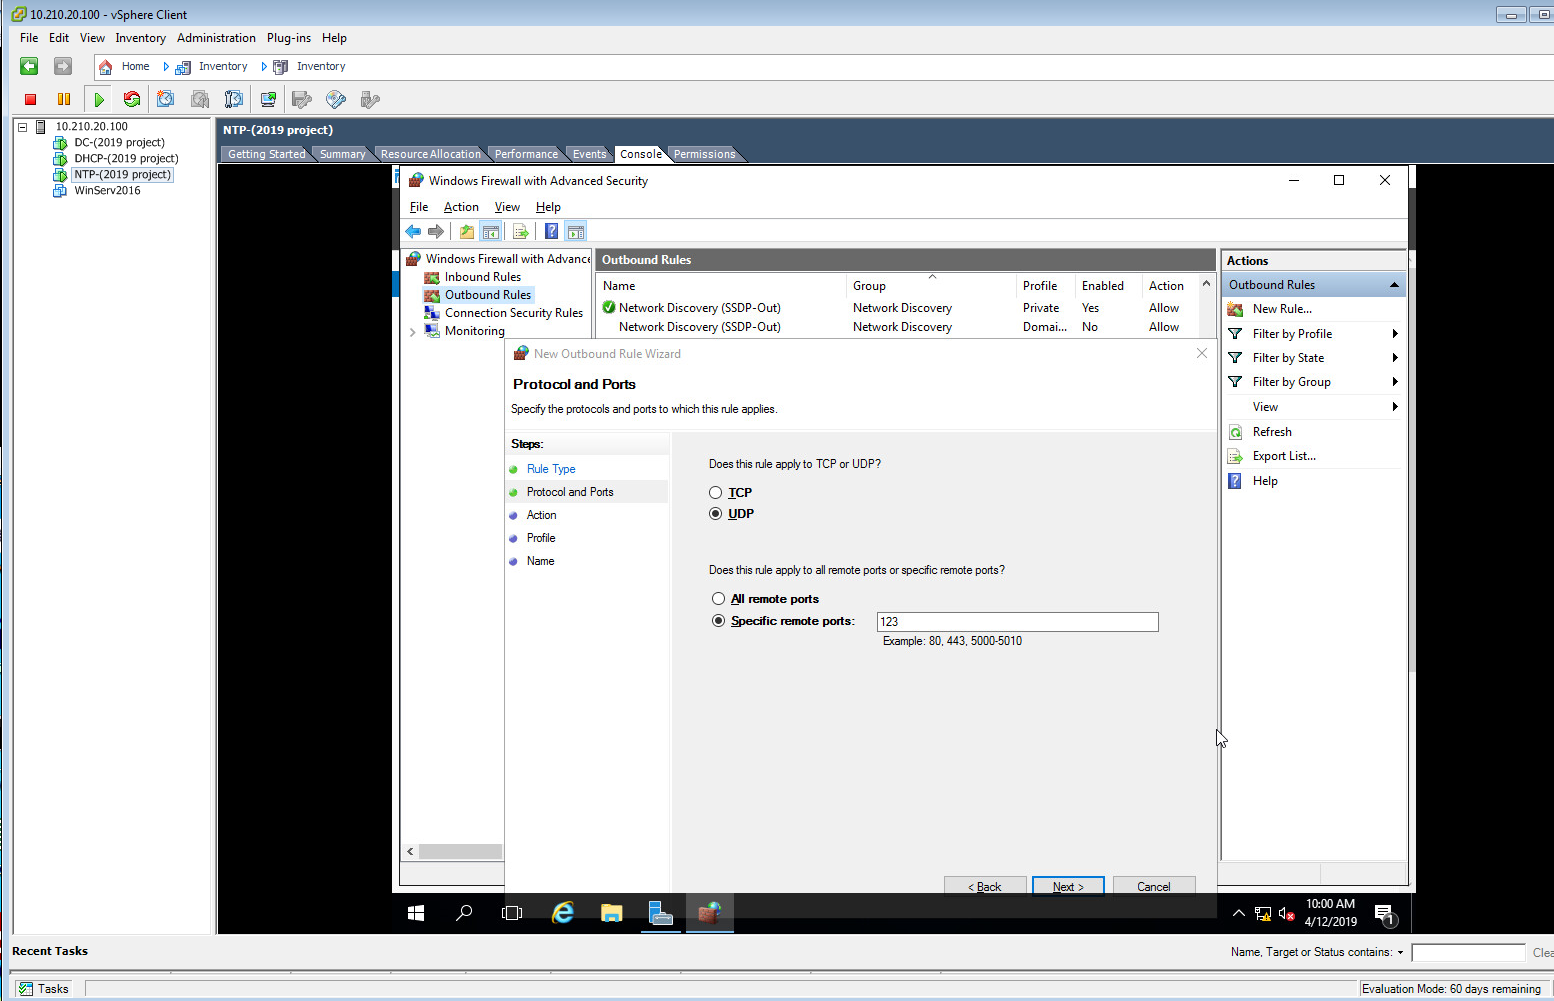 10.210.20.100 - vSphere Client
File Edit View Inventory Administration Plug-ins Help
Home Inventory Inventory
10.210.20.100
DC-(2019 project)
DHCP-(2019 project)
NTP-(2019 project)
WinServ2016
NTP-(2019 project)
Getting Started Summary Resource Allocation Performance Events Console Permissions
Windows Firewall with Advanced Security
File Action View Help
Windows Firewall with Advance
Inbound Rules
Outbound Rules
Connection Security Rules
Monitoring
Outbound Rules
Name Group Profile Enabled Action
Network Discovery (SSDP-Out) Network Discovery Private Yes Allow
Network Discovery (SSDP-Out) Network Discovery Domai... No Allow
Actions
Outbound Rules
New Rule...
Filter by Profile
Filter by State
Filter by Group
View
Refresh
Export List...
Help
New Outbound Rule Wizard
Protocol and Ports
Specify the protocols and ports to which this rule applies.
Steps:
Rule Type
Protocol and Ports
Action
Profile
Name
Does this rule apply to TCP or UDP?
TCP
UDP
Does this rule apply to all remote ports or specific remote ports?
All remote ports
Specific remote ports: 123
Example: 80, 443, 5000-5010
< Back Next > Cancel
10:00 AM
4/12/2019
1
Recent Tasks
Name, Target or Status contains: Clea
Tasks
Evaluation Mode: 60 days remaining